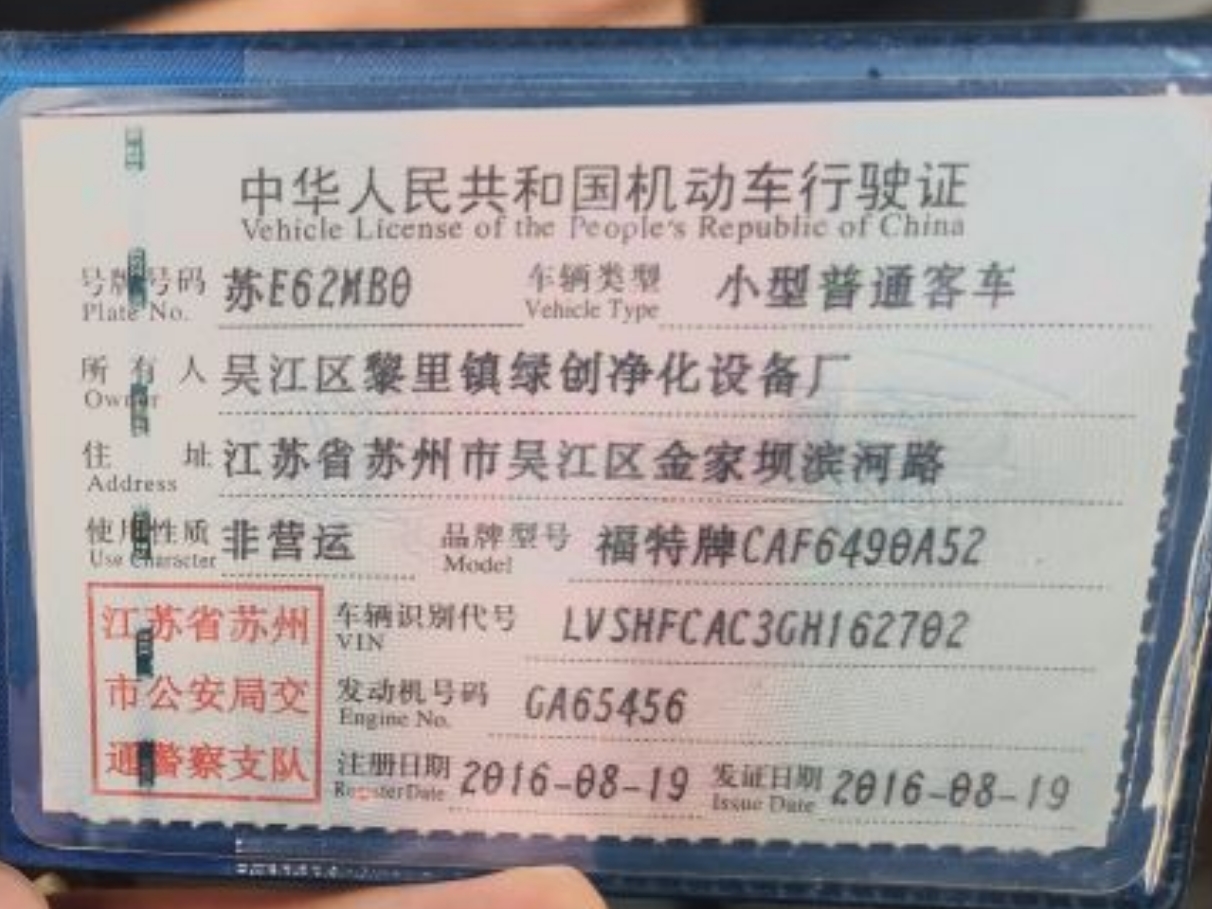 中华人民共和国机动车行驶证
Vehicle License of the People's Republic of China
号牌号码 苏E62MB0 车辆类型 小型普通客车
Plate No. Vehicle Type
所有人 吴江区黎里镇绿创净化设备厂
Owner
住址 江苏省苏州市吴江区金家坝滨河路
Address
使用性质 非营运 品牌型号 福特牌CAF6490A52
Use Character Model
江苏省苏州 车辆识别代号 LVSHFCAC3GH162702
VIN
市公安局交 发动机号码 GA65456
Engine No.
通警察支队 注册日期 2016-08-19 发证日期 2016-08-19
Register Date Issue Date